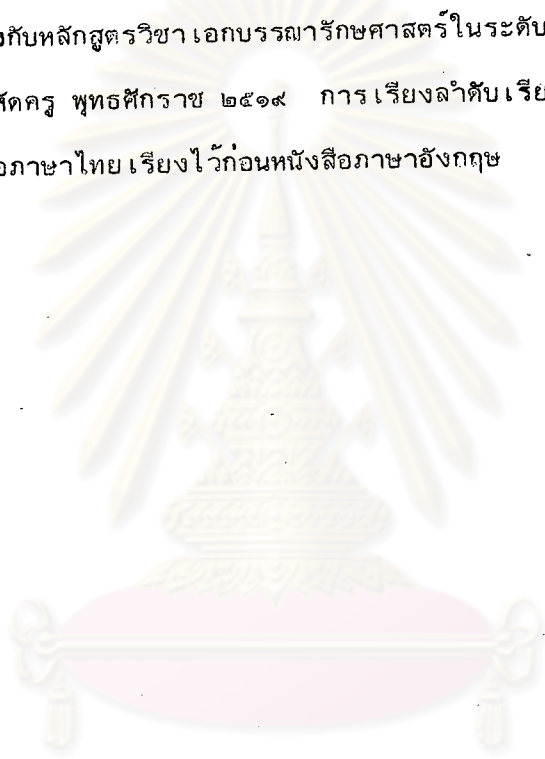 งกับหลักสูตรวิชาเอกบรรณารักษศาสตร์ในระดับ
หัดครู พุทธศักราช ๒๕๑๙ การเรียงลำดับเรีย
อภาษาไทยเรียงไว้ก่อนหนังสือภาษาอังกฤษ